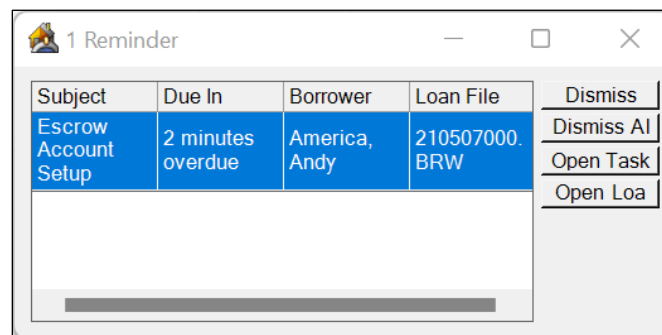 1 Reminder
Subject Due In Borrower Loan File
Escrow Account Setup 2 minutes overdue America, Andy 210507000.BRW
Dismiss
Dismiss Al
Open Task
Open Loa